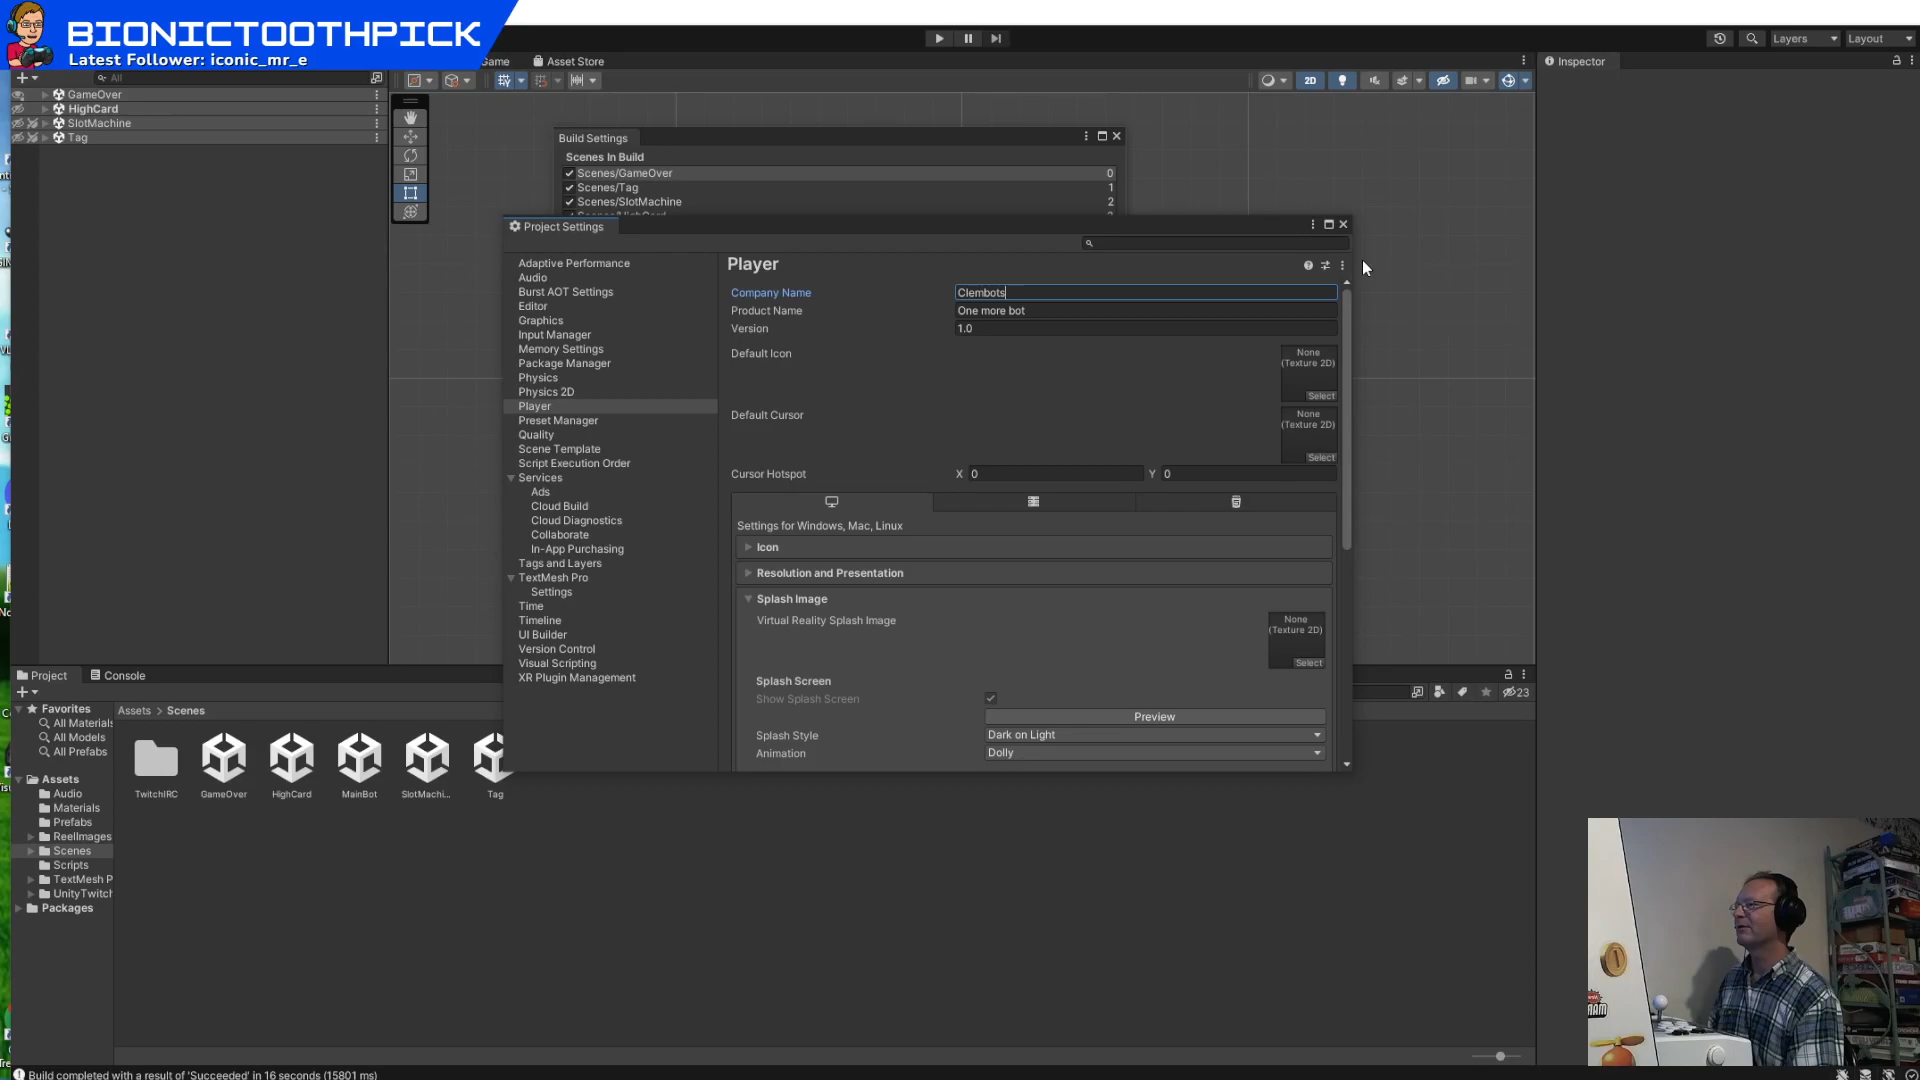 BIONICTOOTHPICK
Latest Follower: iconic_mr_e
Game
Asset Store
Layers
Layout
Inspector
All
2D
GameOver
HighCard
SlotMachine
Tag
Build Settings
Scenes In Build
Scenes/GameOver 0
Scenes/Tag 1
Scenes/SlotMachine 2
Project Settings
Adaptive Performance
Audio
Burst AOT Settings
Editor
Graphics
Input Manager
Memory Settings
Package Manager
Physics
Physics 2D
Player
Preset Manager
Quality
Scene Template
Script Execution Order
Services
Ads
Cloud Build
Cloud Diagnostics
Collaborate
In-App Purchasing
Tags and Layers
TextMesh Pro
Settings
Time
Timeline
UI Builder
Version Control
Visual Scripting
XR Plugin Management
Player
Company Name Clembots
Product Name One more bot
Version 1.0
Default Icon
None
(Texture 2D)
Select
Default Cursor
None
(Texture 2D)
Select
Cursor Hotspot X 0 Y 0
Settings for Windows, Mac, Linux
Icon
Resolution and Presentation
Splash Image
Virtual Reality Splash Image
None
(Texture 2D)
Select
Splash Screen
Show Splash Screen
Preview
Splash Style Dark on Light
Animation Dolly
Project
Console
23
Favorites
All Materials
All Models
All Prefabs
Assets
Audio
Materials
Prefabs
ReelImages
Scenes
Scripts
TextMesh P
UnityTwitch
Packages
Assets > Scenes
TwitchIRC
GameOver
HighCard
MainBot
SlotMachi...
Tag
Build completed with a result of 'Succeeded' in 16 seconds (15801 ms)